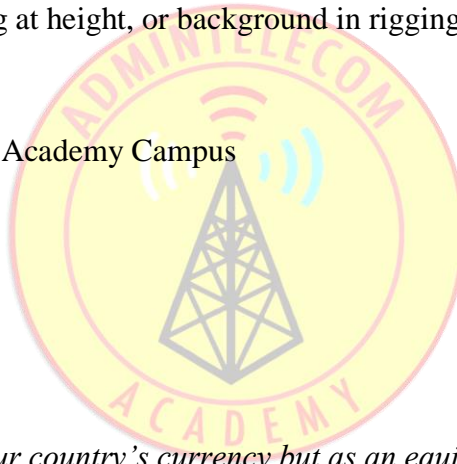 g at height, or background in rigging
ADMINTELECOM
Academy Campus
ACADEMY
ur country's currency but as an equi